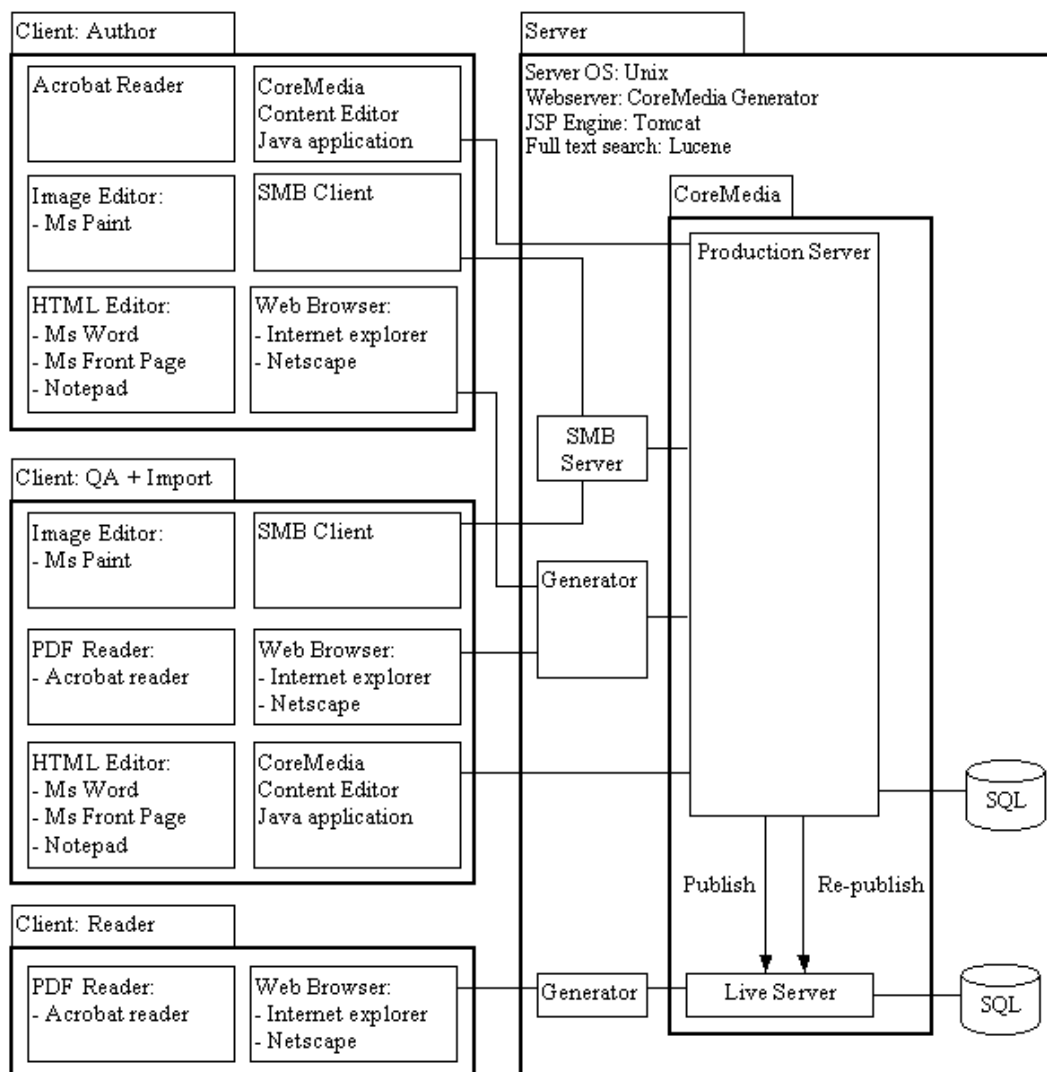 Client: Author
Acrobat Reader
CoreMedia
Content Editor
Java application
Image Editor:
- Ms Paint
SMB Client
HTML Editor:
- Ms Word
- Ms Front Page
- Notepad
Web Browser:
- Internet explorer
- Netscape
Client: QA + Import
Image Editor:
- Ms Paint
SMB Client
PDF Reader:
- Acrobat reader
Web Browser:
- Internet explorer
- Netscape
HTML Editor:
- Ms Word
- Ms Front Page
- Notepad
CoreMedia
Content Editor
Java application
Client: Reader
PDF Reader:
- Acrobat reader
Web Browser:
- Internet explorer
- Netscape
Server
Server OS: Unix
Webserver: CoreMedia Generator
JSP Engine: Tomcat
Full text search: Lucene
CoreMedia
Production Server
SMB
Server
Generator
SQL
Publish
Re-publish
Generator
Live Server
SQL